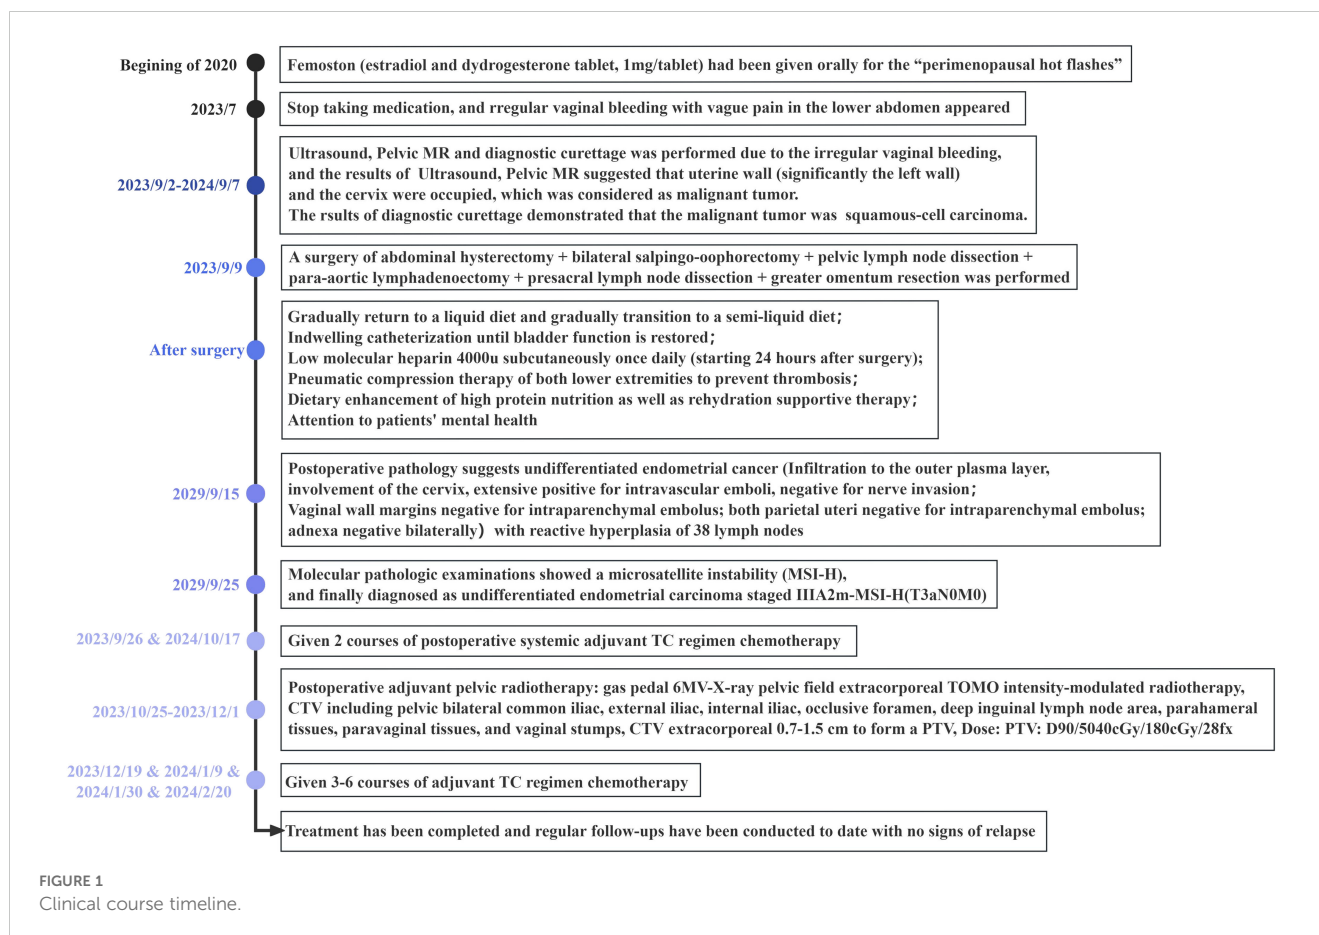 Begining of 2020
Femoston (estradiol and dydrogesterone tablet, 1mg/tablet) had been given orally for the “perimenopausal hot flashes”
2023/7
Stop taking medication, and rregular vaginal bleeding with vague pain in the lower abdomen appeared
2023/9/2-2024/9/7
Ultrasound, Pelvic MR and diagnostic curettage was performed due to the irregular vaginal bleeding,
and the results of Ultrasound, Pelvic MR suggested that uterine wall (significantly the left wall)
and the cervix were occupied, which was considered as malignant tumor.
The rsults of diagnostic curettage demonstrated that the malignant tumor was squamous-cell carcinoma.
2023/9/9
A surgery of abdominal hysterectomy + bilateral salpingo-oophorectomy + pelvic lymph node dissection +
para-aortic lymphadenoectomy + presacral lymph node dissection + greater omentum resection was performed
After surgery
Gradually return to a liquid diet and gradually transition to a semi-liquid diet;
Indwelling catheterization until bladder function is restored;
Low molecular heparin 4000u subcutaneously once daily (starting 24 hours after surgery);
Pneumatic compression therapy of both lower extremities to prevent thrombosis;
Dietary enhancement of high protein nutrition as well as rehydration supportive therapy;
Attention to patients' mental health
2029/9/15
Postoperative pathology suggests undifferentiated endometrial cancer (Infiltration to the outer plasma layer,
involvement of the cervix, extensive positive for intravascular emboli, negative for nerve invasion;
Vaginal wall margins negative for intraparenchymal embolus; both parietal uteri negative for intraparenchymal embolus;
adnexa negative bilaterally) with reactive hyperplasia of 38 lymph nodes
2029/9/25
Molecular pathologic examinations showed a microsatellite instability (MSI-H),
and finally diagnosed as undifferentiated endometrial carcinoma staged IIIA2m-MSI-H(T3aN0M0)
2023/9/26 & 2024/10/17
Given 2 courses of postoperative systemic adjuvant TC regimen chemotherapy
2023/10/25-2023/12/1
Postoperative adjuvant pelvic radiotherapy: gas pedal 6MV-X-ray pelvic field extracorporeal TOMO intensity-modulated radiotherapy,
CTV including pelvic bilateral common iliac, external iliac, internal iliac, occlusive foramen, deep inguinal lymph node area, parahameral
tissues, paravaginal tissues, and vaginal stumps, CTV extracorporeal 0.7-1.5 cm to form a PTV, Dose: PTV: D90/5040cGy/180cGy/28fx
2023/12/19 & 2024/1/9 &
2024/1/30 & 2024/2/20
Given 3-6 courses of adjuvant TC regimen chemotherapy
Treatment has been completed and regular follow-ups have been conducted to date with no signs of relapse
FIGURE 1
Clinical course timeline.